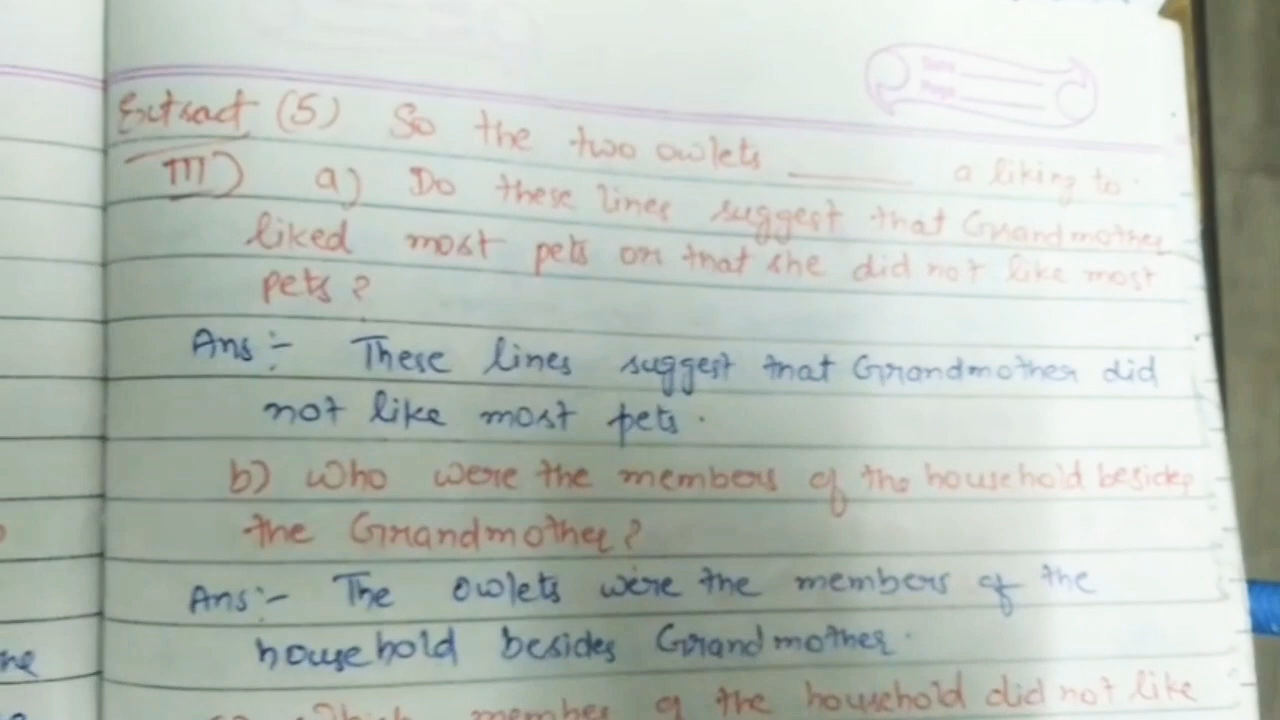 Extract (5) So the two owlets ______ a liking to.
III) a) Do these lines suggest that Grandmother
liked most pets or that she did not like most
pets?
Ans:- These lines suggest that Grandmother did
not like most pets.
b) Who were the members of the household besides
the Grandmother?
Ans:- The owlets were the members of the
household besides Grandmother.
member of the household did not like